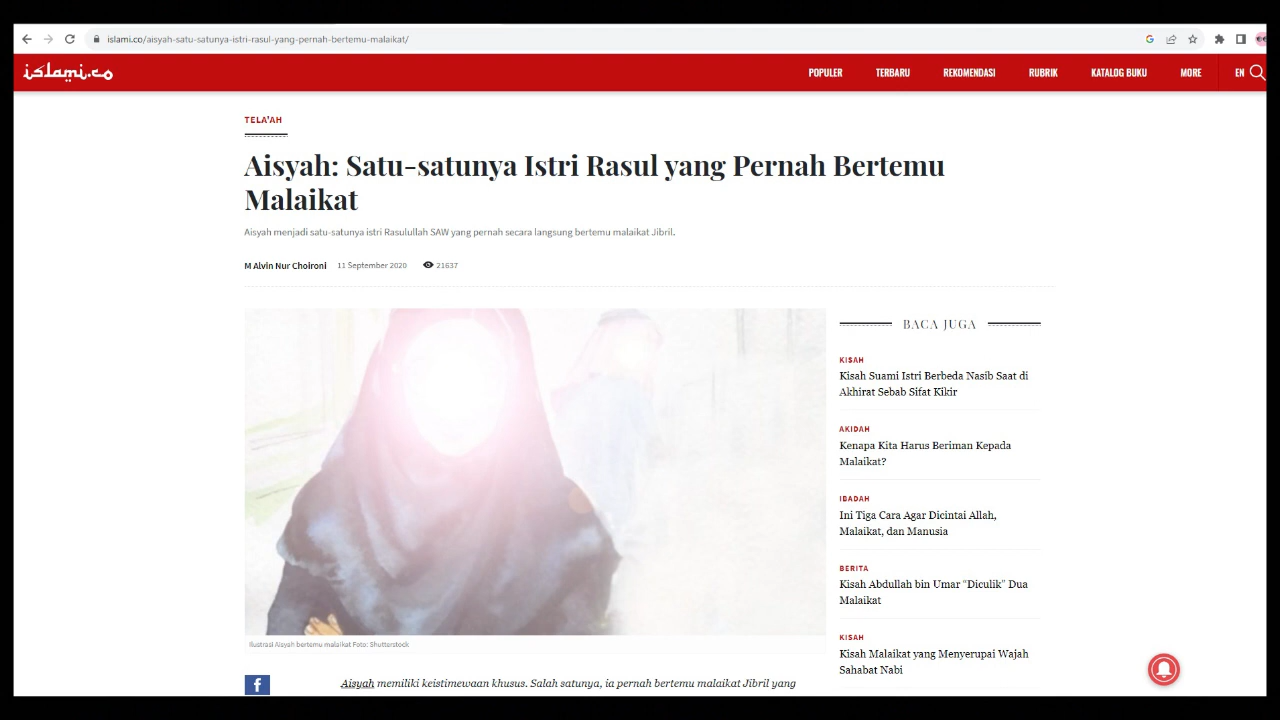 islami.co/aisyah-satu-satunya-istri-rasul-yang-pernah-bertemu-malaikat/
islami.co
POPULER
TERBARU
REKOMENDASI
RUBRIK
KATALOG BUKU
MORE
EN
TELA'AH
Aisyah: Satu-satunya Istri Rasul yang Pernah Bertemu
Malaikat
Aisyah menjadi satu-satunya istri Rasulullah SAW yang pernah secara langsung bertemu malaikat Jibril.
M Alvin Nur Choironi 11 September 2020 21637
Ilustrasi Aisyah bertemu malaikat Foto: Shutterstock
f
Aisyah memiliki keistimewaan khusus. Salah satunya, ia pernah bertemu malaikat Jibril yang
BACA JUGA
KISAH
Kisah Suami Istri Berbeda Nasib Saat di
Akhirat Sebab Sifat Kikir
AKIDAH
Kenapa Kita Harus Beriman Kepada
Malaikat?
IBADAH
Ini Tiga Cara Agar Dicintai Allah,
Malaikat, dan Manusia
BERITA
Kisah Abdullah bin Umar “Diculik” Dua
Malaikat
KISAH
Kisah Malaikat yang Menyerupai Wajah
Sahabat Nabi